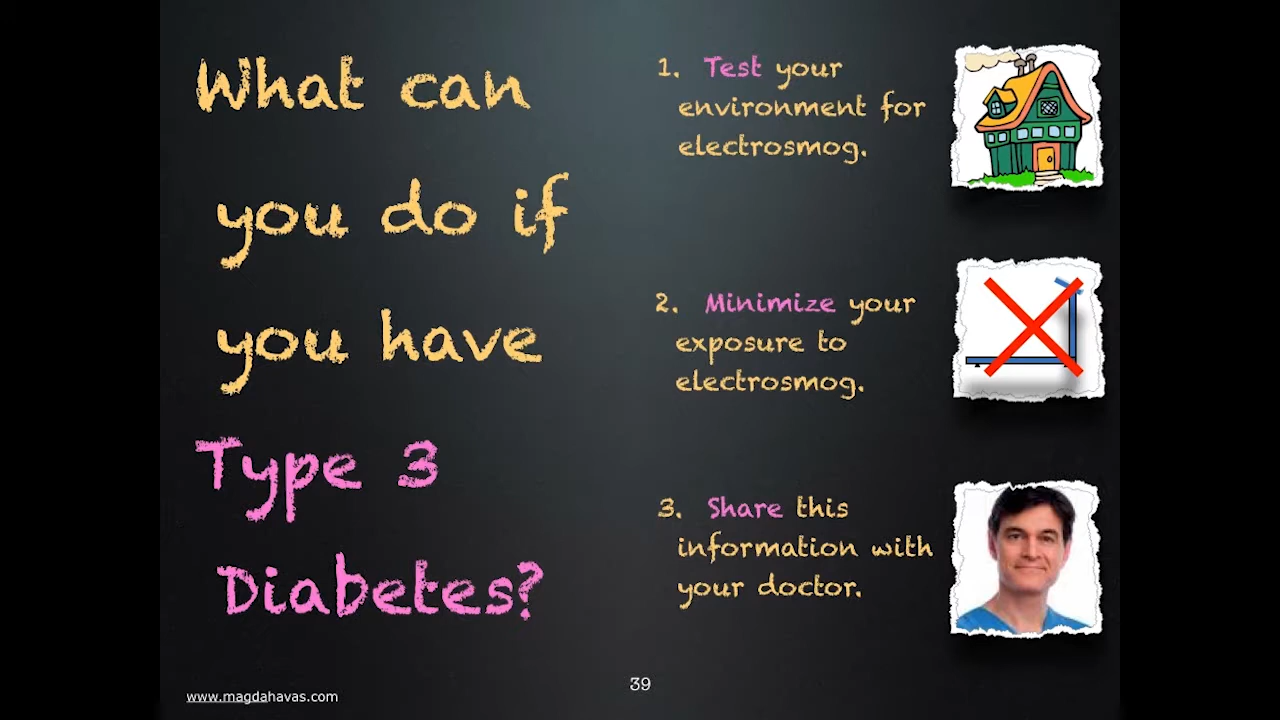 What can
you do if
you have
Type 3
Diabetes?
1. Test your
environment for
electrosmog.
2. Minimize your
exposure to
electrosmog.
3. Share this
information with
your doctor.
39
www.magdahavas.com